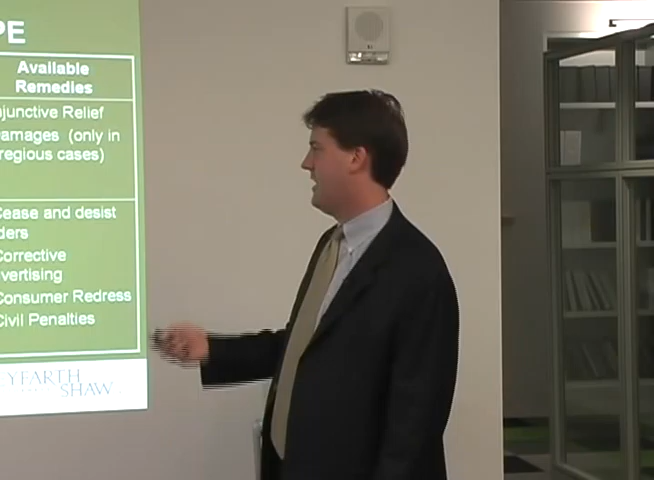 PE
Available
Remedies
junctive Relief
amages (only in
regious cases)
Cease and desist
ders
Corrective
vertising
Consumer Redress
Civil Penalties
YFARTH
SHAW